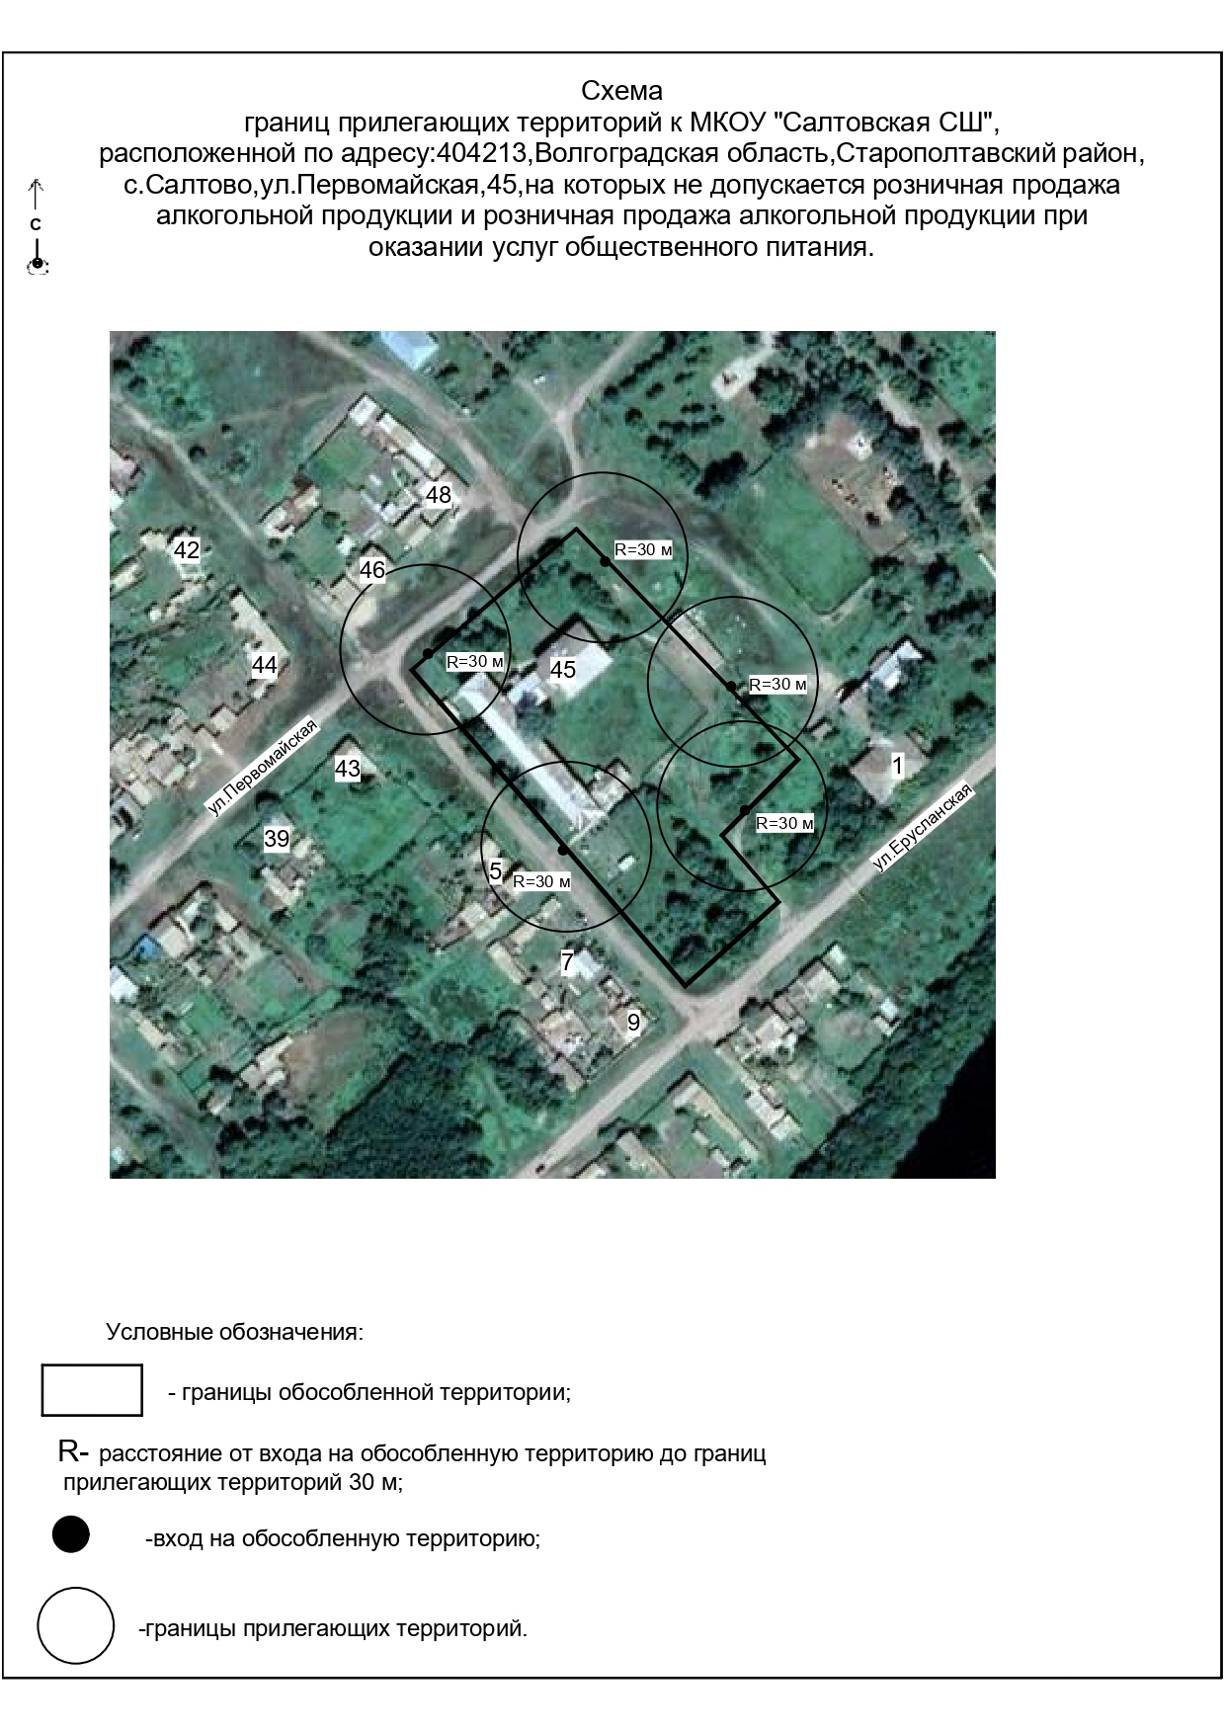 Схема
границ прилегающих территорий к МКОУ "Салтовская СШ",
расположенной по адресу:404213,Волгоградская область,Старополтавский район,
с.Салтово,ул.Первомайская,45,на которых не допускается розничная продажа
алкогольной продукции и розничная продажа алкогольной продукции при
оказании услуг общественного питания.
С
48
42
R=30 м
46
44
R=30 м
45
R=30 м
ул.Первомайская
43
1
39
R=30 м
ул.Ерусланская
5
R=30 м
7
9
Условные обозначения:
- границы обособленной территории;
R- расстояние от входа на обособленную территорию до границ
прилегающих территорий 30 м;
-вход на обособленную территорию;
-границы прилегающих территорий.